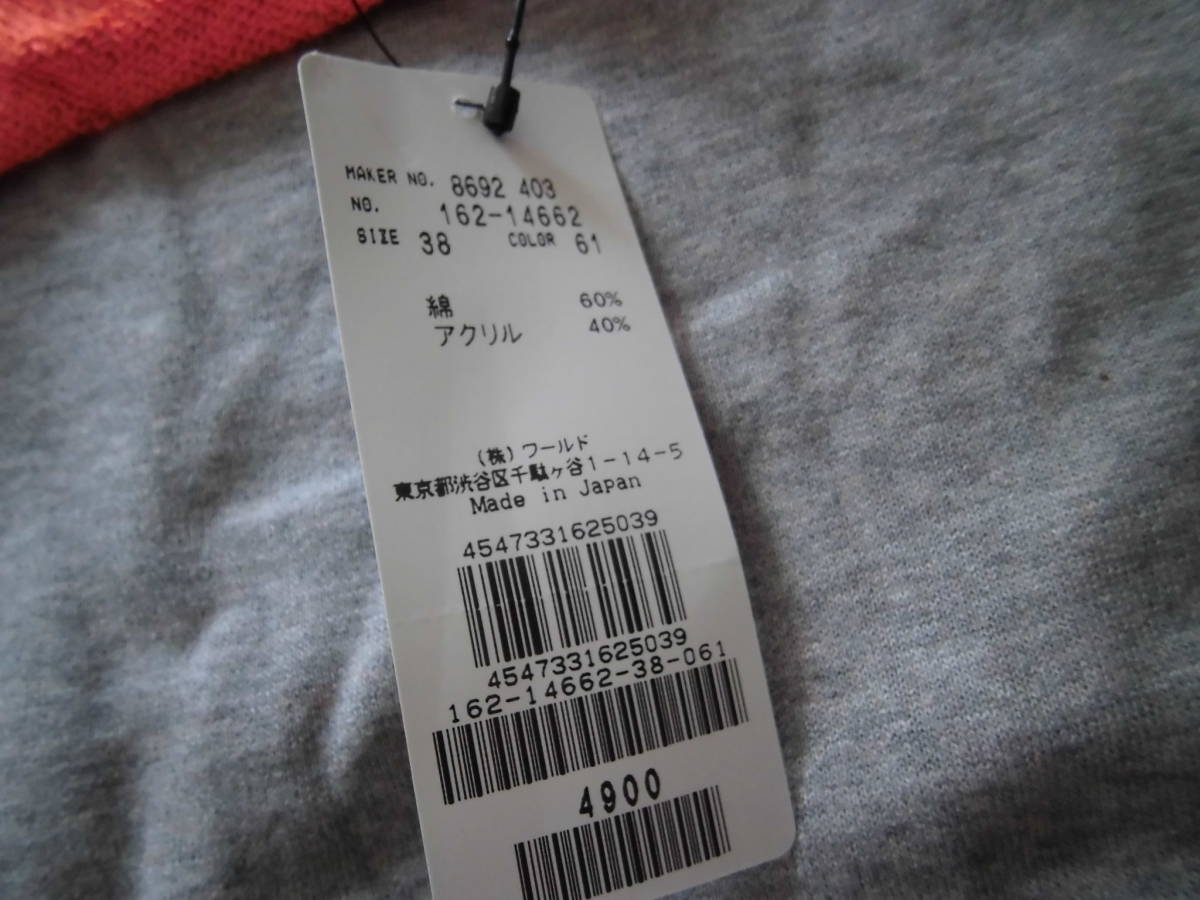 MAKER NO. 8692 403
NO. 162-14662
SIZE 38 COLOR 61
綿 60%
アクリル 40%
(株)ワールド
東京都渋谷区千駄ヶ谷1-14-5
Made in Japan
4547331625039
4547331625039
162-14662-38-061
4900